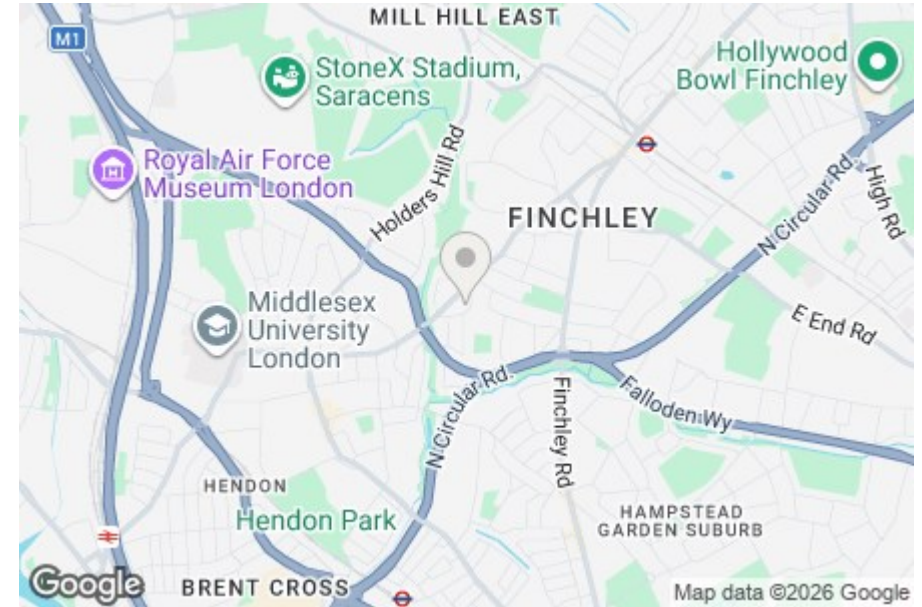 MILL HILL EAST
M1
StoneX Stadium,
Saracens
Hollywood
Bowl Finchley
Royal Air Force
Museum London
Holders Hill Rd
FINCHLEY
N Circular Rd.
High Rd
Middlesex
University
London
E End Rd
N Circular Rd.
Finchley Rd
Falloden Wy
HENDON
Hendon Park
HAMPSTEAD
GARDEN SUBURB
BRENT CROSS
Google
Map data ©2026 Google